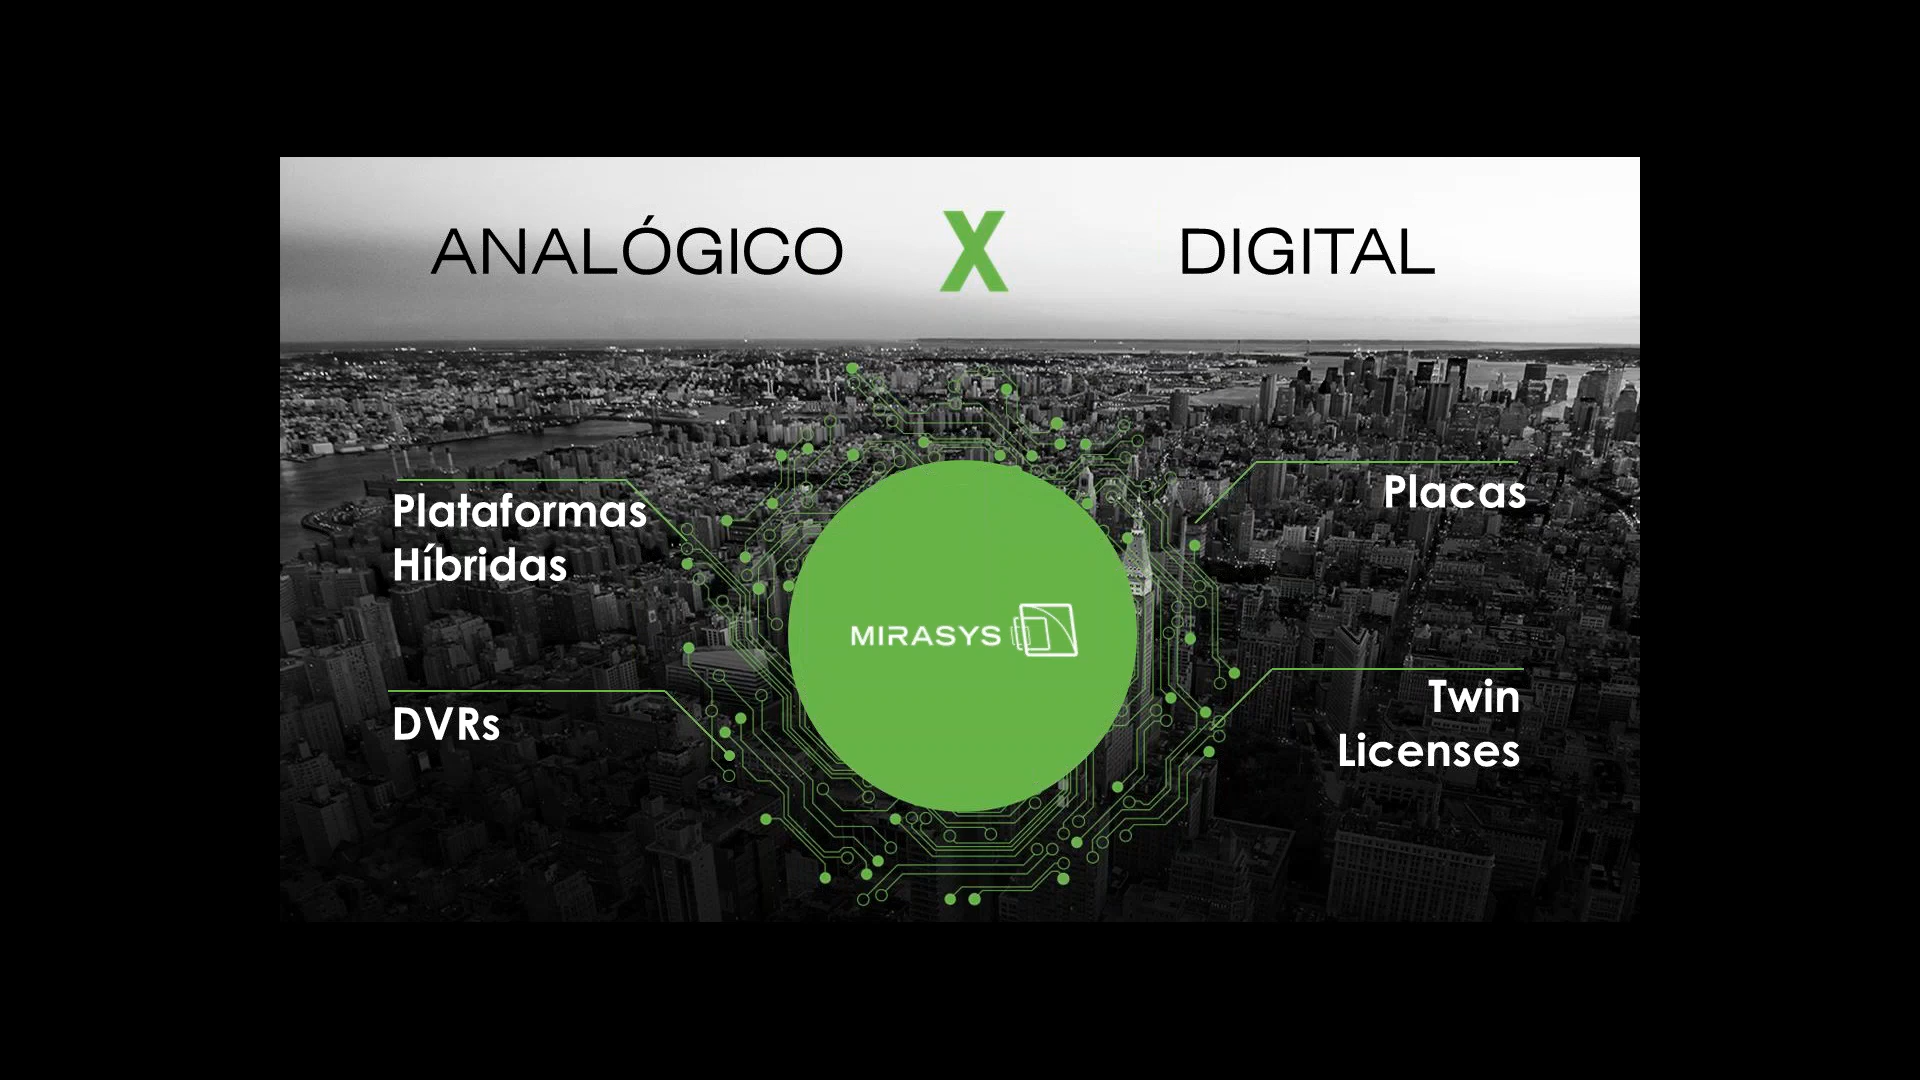 ANALÓGICO X DIGITAL
Plataformas
Híbridas
DVRs
MIRASYS
Placas
Twin
Licenses